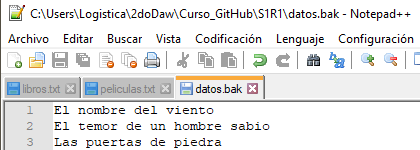 C:\Users\Logistica\2doDaw\Curso_GitHub\S1R1\datos.bak - Notepad++
Archivo Editar Buscar Vista Codificación Lenguaje Configuración
libros.txt peliculas.txt datos.bak
1 El nombre del viento
2 El temor de un hombre sabio
3 Las puertas de piedra